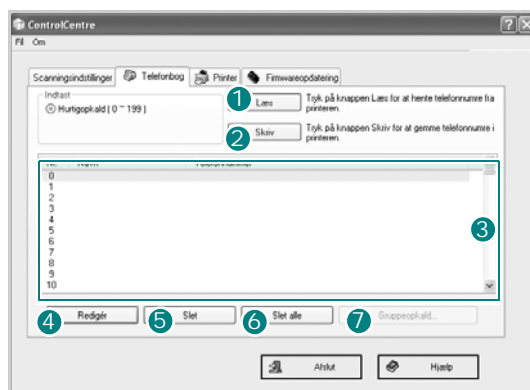 ControlCentre
Fil Om
Scanningsindstillinger Telefonbog Printer Firmwareopdatering
Indtast
Hurtigopkald ( 0 ~ 199 )
1 Læs Tryk på knappen Læs for at hente telefonnumre fra
printeren.
2 Skriv Tryk på knappen Skriv for at gemme telefonnumre i
printeren.
0
1
2
3
4
5
6
7
8
9
10
3
4 Redigér 5 Slet 6 Slet alle 7 Gruppeopkald...
Afslut Hjælp